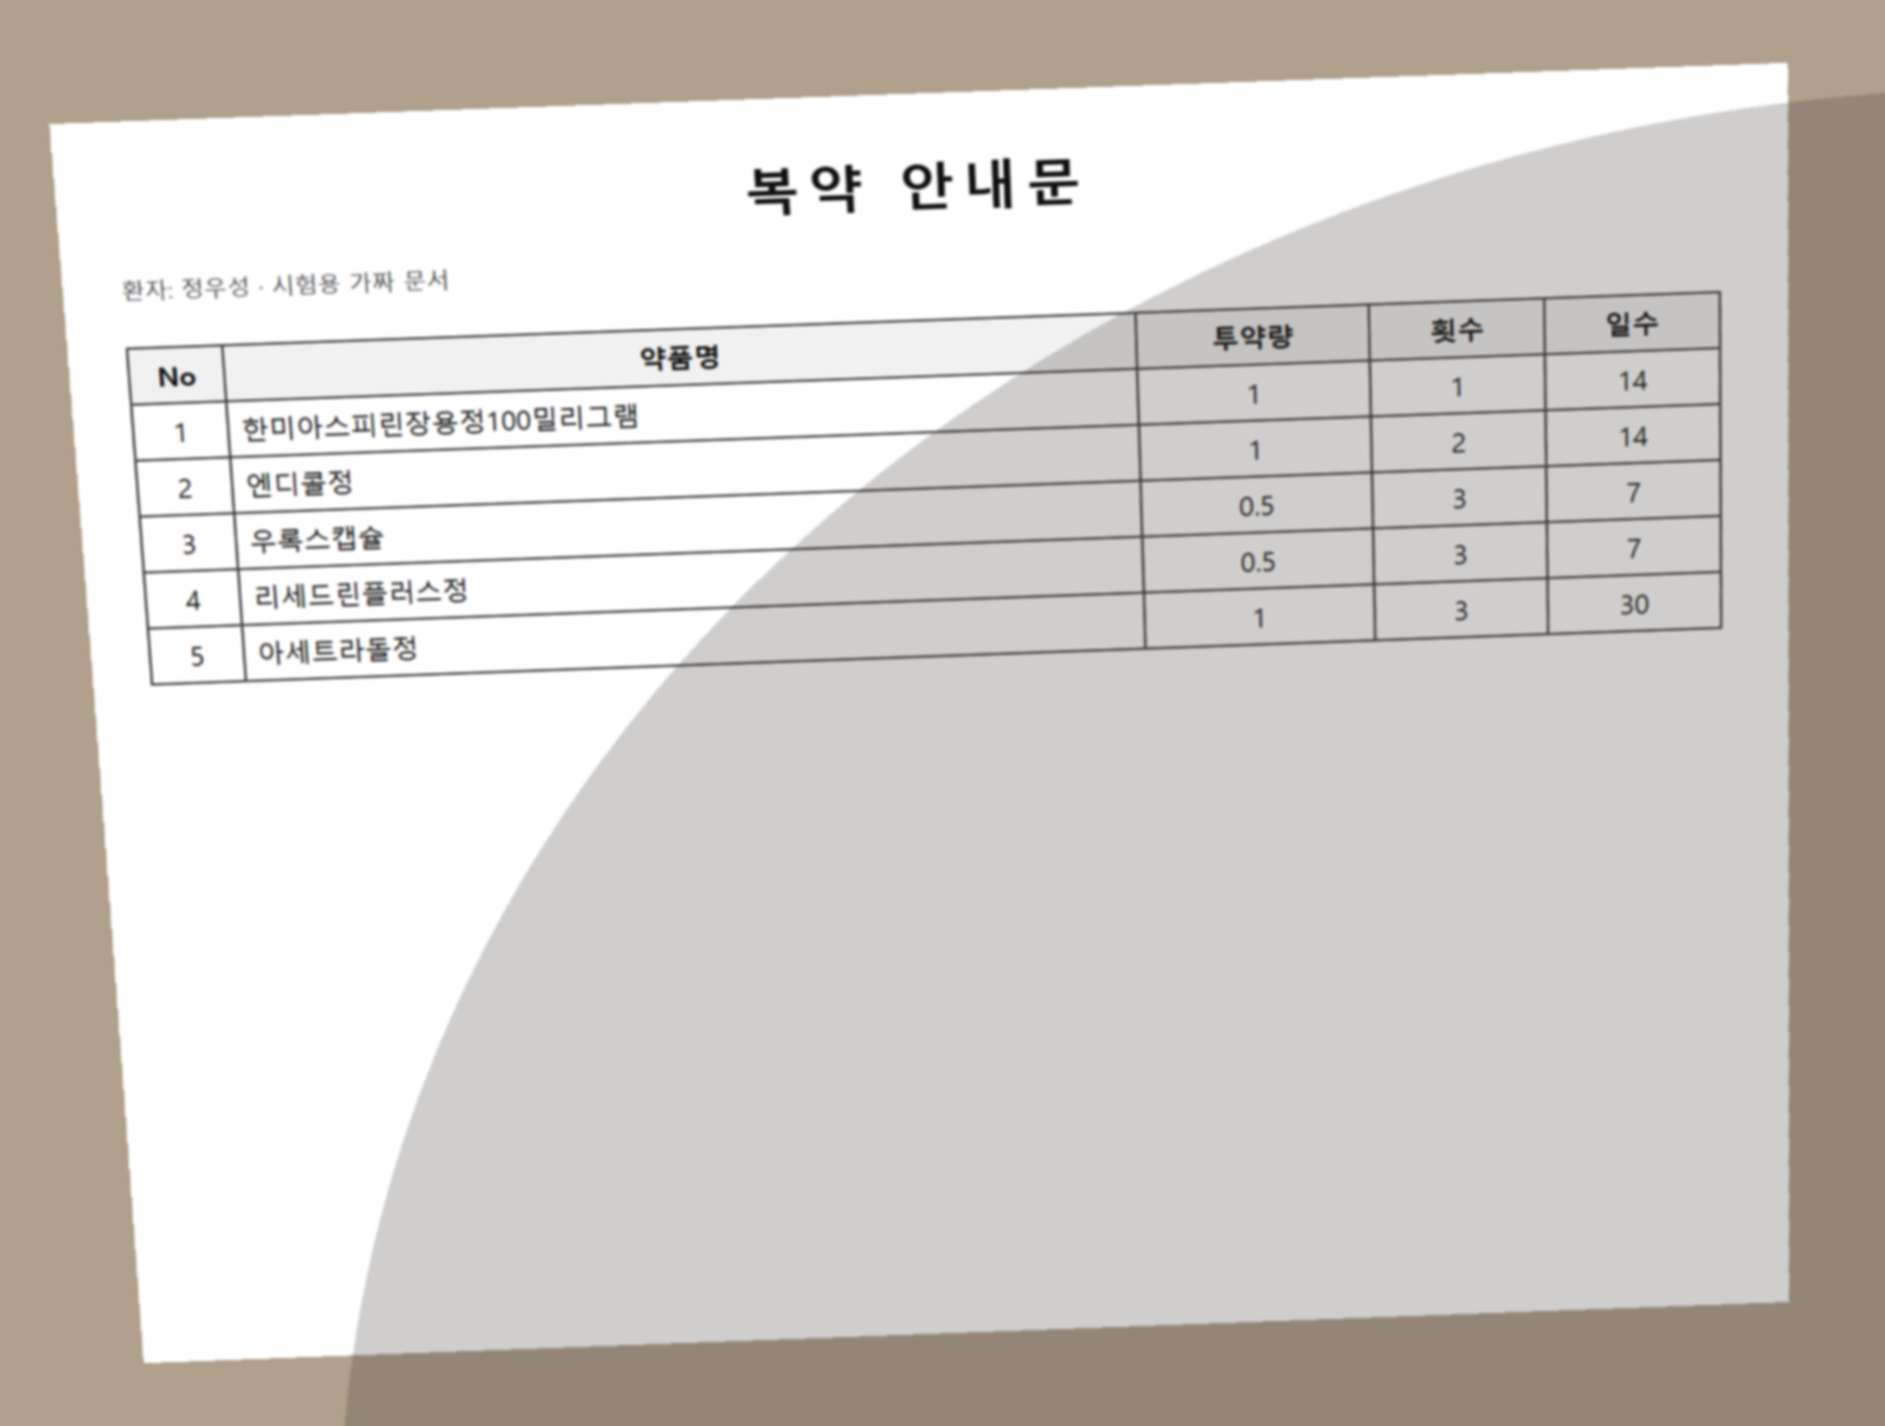 복약 안내문
환자: 정우성 · 시험용 가짜 문서
No 약품명 투약량 횟수 일수
1 한미아스피린장용정100밀리그램 1 1 14
2 엔디콜정 1 2 14
3 우록스캡슐 0.5 3 7
4 리세드린플러스정 0.5 3 7
5 아세트라돌정 1 3 30